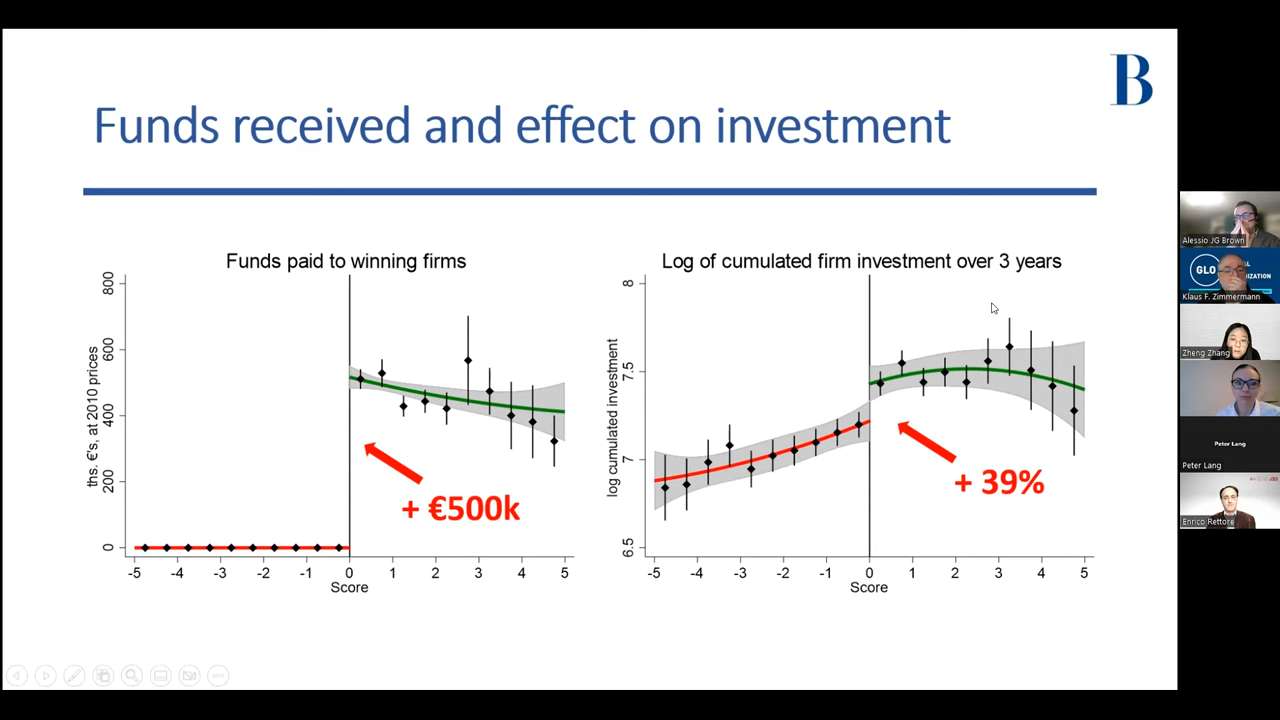 B
Funds received and effect on investment
Funds paid to winning firms
ths. €'s, at 2010 prices
800
600
400
200
0
+ €500k
-5 -4 -3 -2 -1 0 1 2 3 4 5
Score
Log of cumulated firm investment over 3 years
log cumulated investment
8
7.5
7
6.5
+ 39%
-5 -4 -3 -2 -1 0 1 2 3 4 5
Score
Alessio JG Brown
GLO
Klaus F. Zimmermann
Zheng Zhang
Peter Lang
Peter Lang
Enrico Rettore